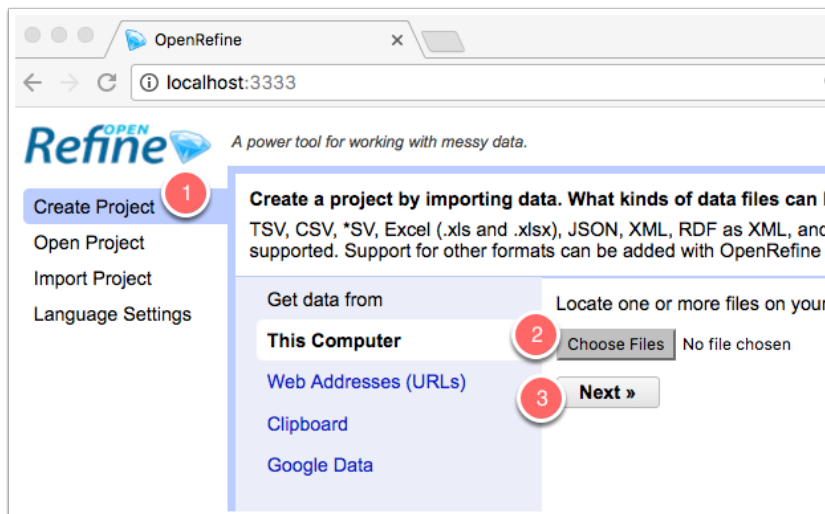 OpenRefine
localhost:3333
OPEN
Refine
A power tool for working with messy data.
1
Create Project
Open Project
Import Project
Language Settings
Create a project by importing data. What kinds of data files can
TSV, CSV, *SV, Excel (.xls and .xlsx), JSON, XML, RDF as XML, and
supported. Support for other formats can be added with OpenRefine
Get data from
This Computer
Web Addresses (URLs)
Clipboard
Google Data
Locate one or more files on your
2
Choose Files No file chosen
3
Next »